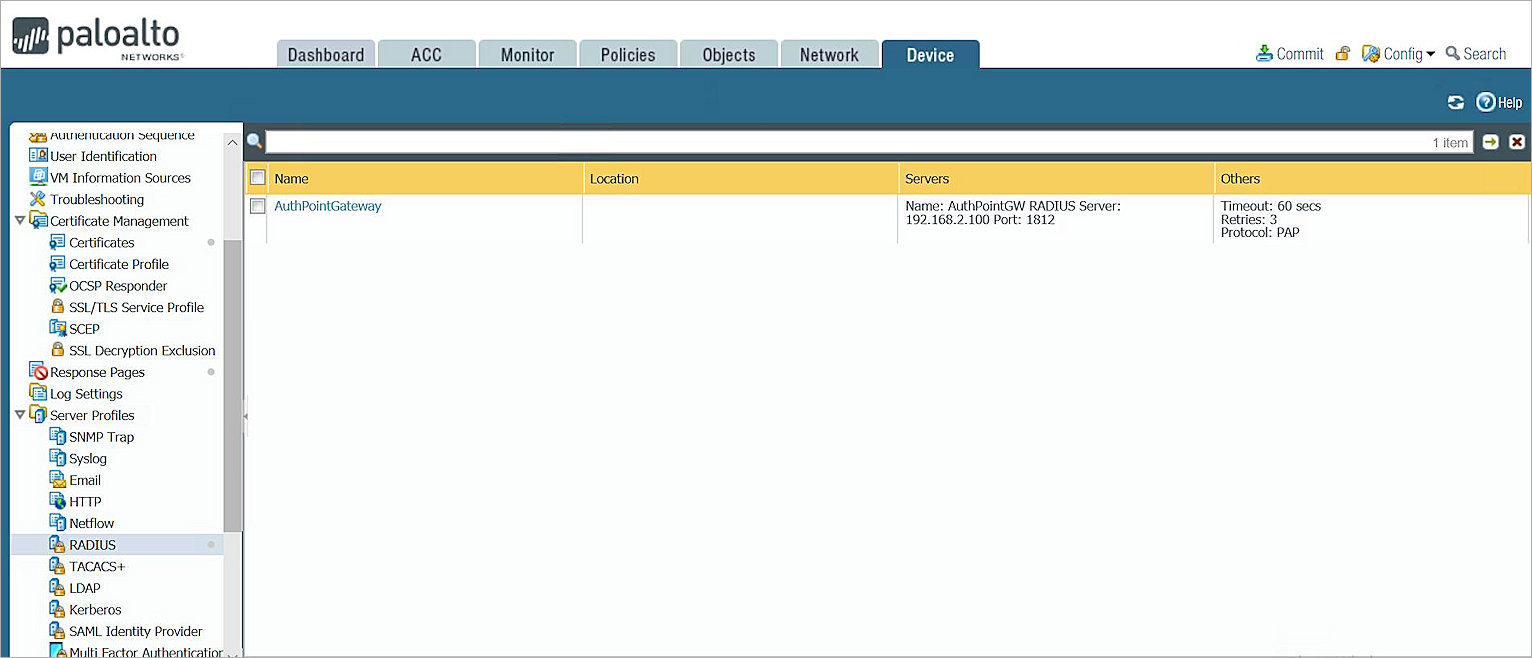 paloalto
NETWORKS®
Dashboard
ACC
Monitor
Policies
Objects
Network
Device
Commit
Config
Search
Help
Authentication Sequence
User Identification
VM Information Sources
Troubleshooting
Certificate Management
Certificates
Certificate Profile
OCSP Responder
SSL/TLS Service Profile
SCEP
SSL Decryption Exclusion
Response Pages
Log Settings
Server Profiles
SNMP Trap
Syslog
Email
HTTP
Netflow
RADIUS
TACACS+
LDAP
Kerberos
SAML Identity Provider
Multi Factor Authentication
1 item
Name
Location
Servers
Others
AuthPointGateway
Name: AuthPointGW RADIUS Server:
192.168.2.100 Port: 1812
Timeout: 60 secs
Retries: 3
Protocol: PAP